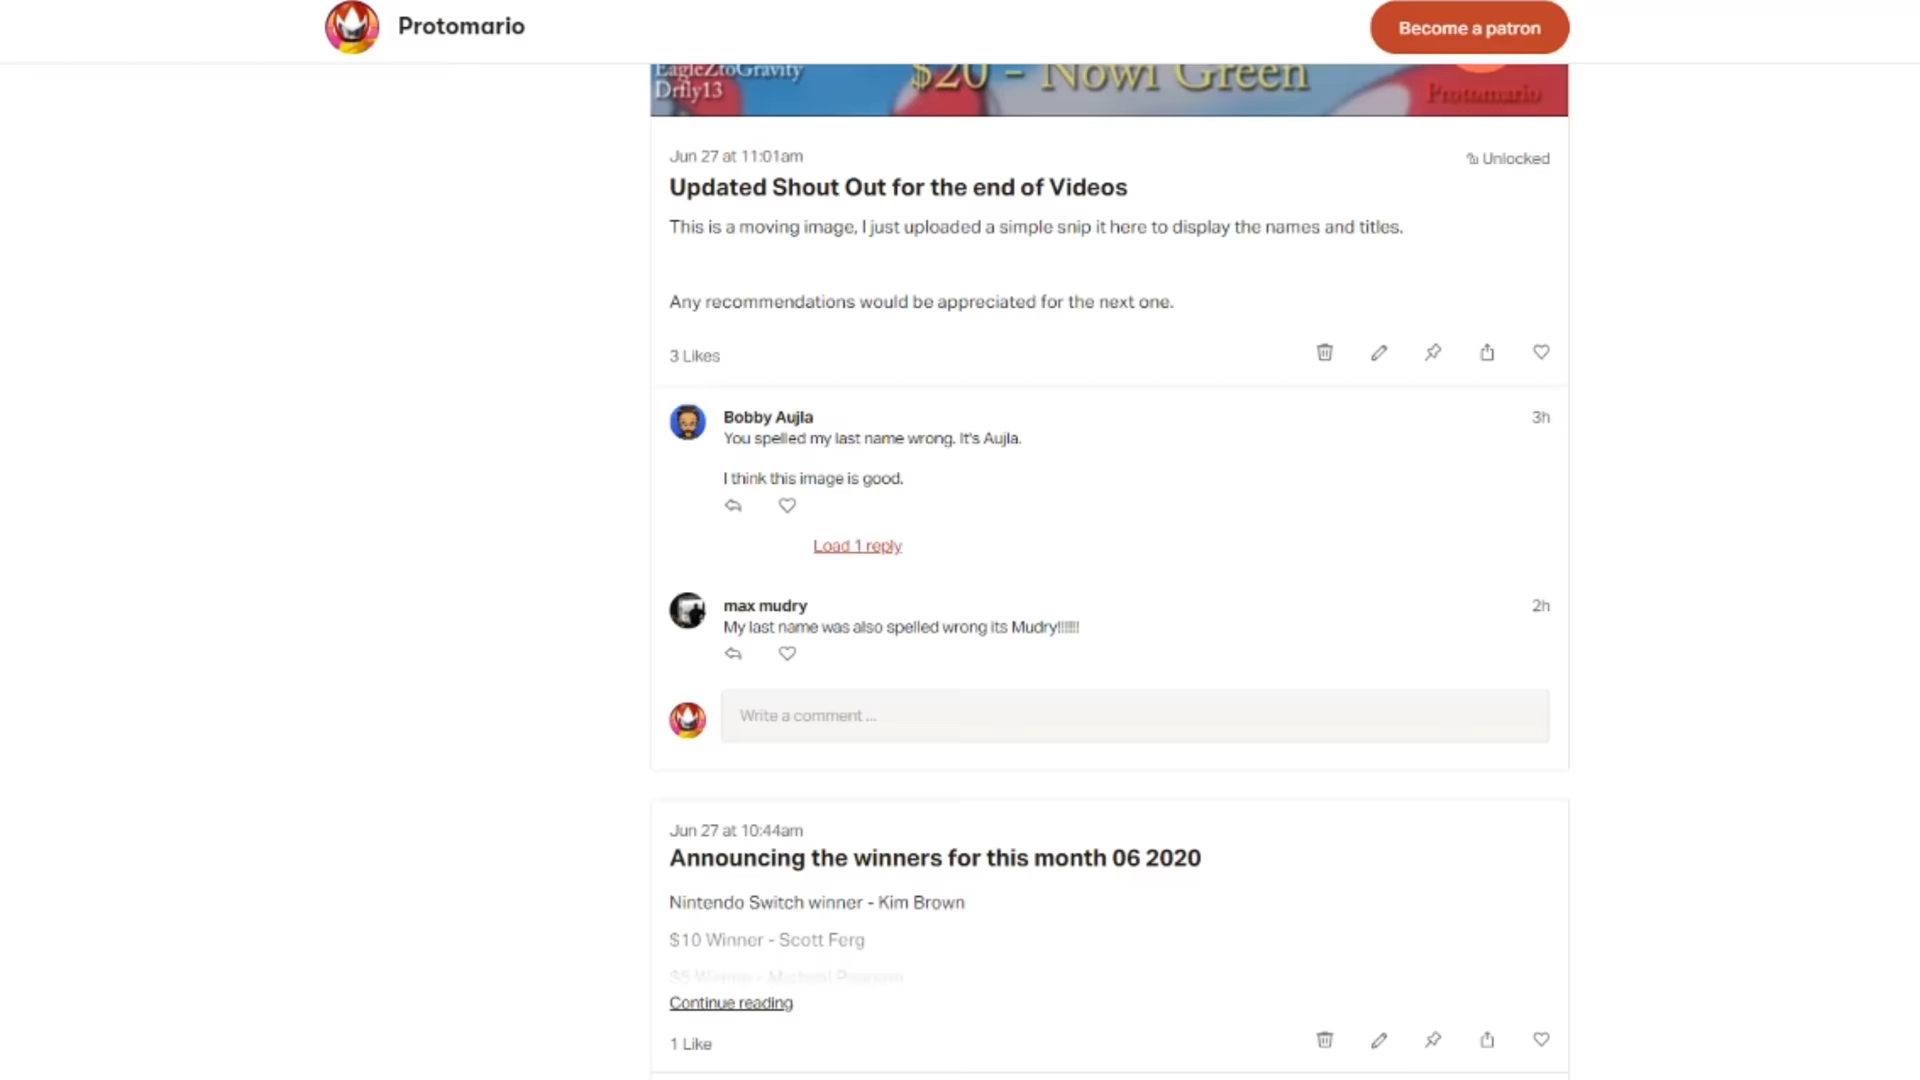 Protomario
Become a patron
EagleZtoGravity
Drfly13
$20 - Nowl Green
Protomario
Jun 27 at 11:01am
Unlocked
Updated Shout Out for the end of Videos
This is a moving image, I just uploaded a simple snip it here to display the names and titles.
Any recommendations would be appreciated for the next one.
3 Likes
Bobby Aujla
3h
You spelled my last name wrong. It's Aujla.
I think this image is good.
Load 1 reply
max mudry
2h
My last name was also spelled wrong its Mudry!!!!!!
Write a comment ...
Jun 27 at 10:44am
Announcing the winners for this month 06 2020
Nintendo Switch winner - Kim Brown
$10 Winner - Scott Ferg
$5 Winner - Michael
Continue reading
1 Like